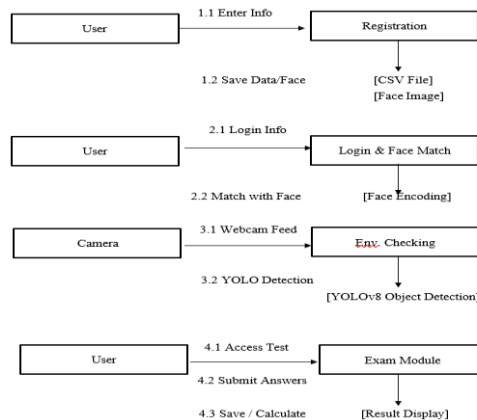 1.1 Enter Info
User
Registration
1.2 Save Data/Face
[CSV File]
[Face Image]
2.1 Login Info
User
Login & Face Match
2.2 Match with Face
[Face Encoding]
3.1 Webcam Feed
Camera
Env. Checking
3.2 YOLO Detection
[YOLOv8 Object Detection]
4.1 Access Test
User
Exam Module
4.2 Submit Answers
4.3 Save / Calculate
[Result Display]